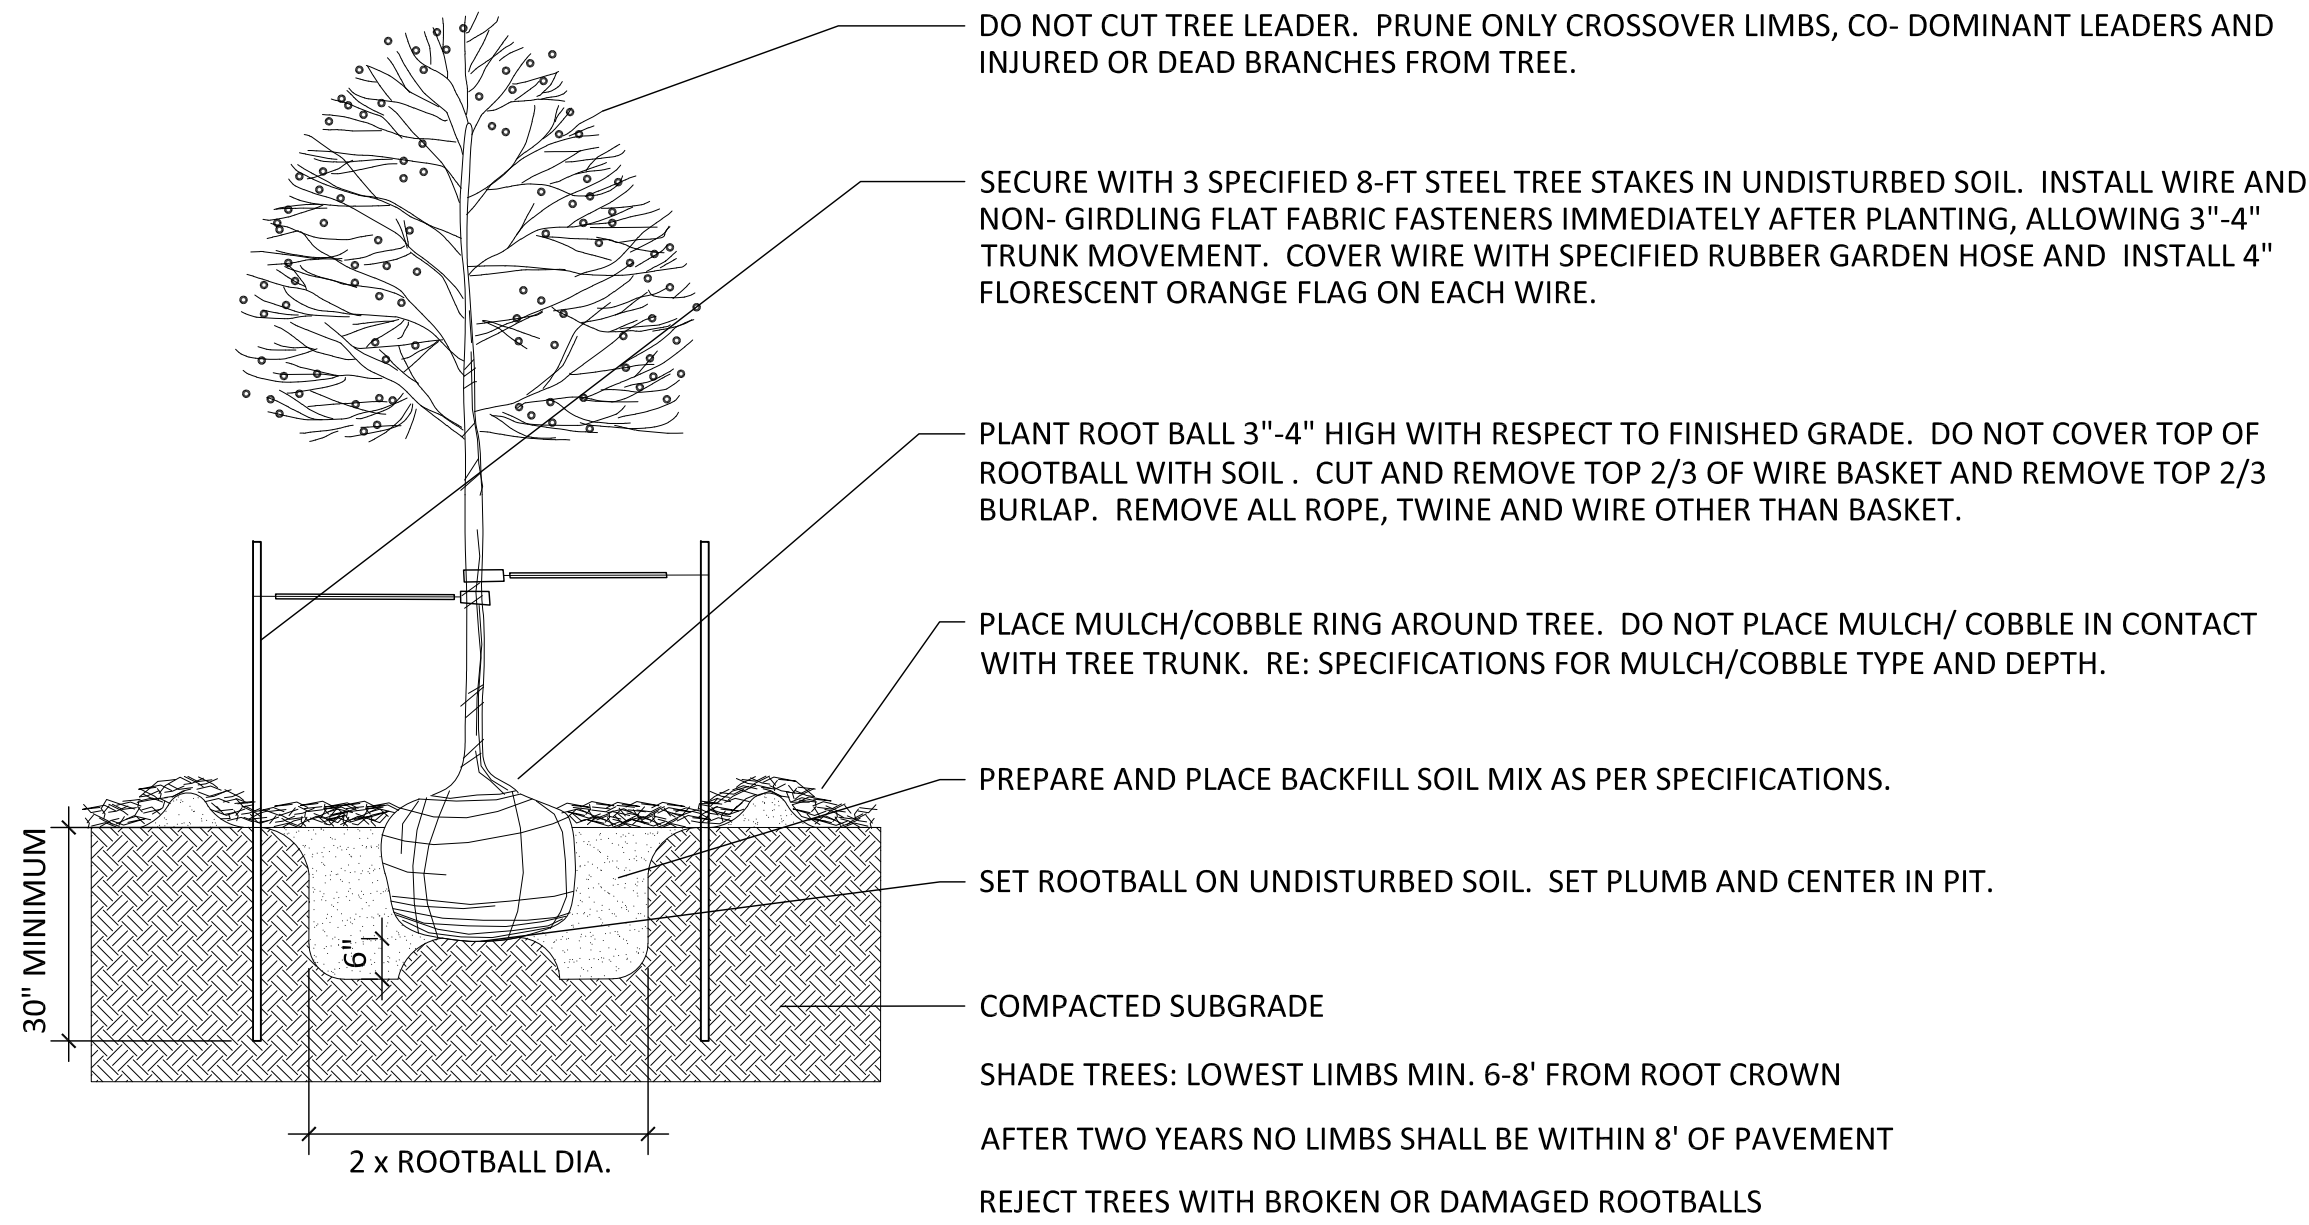 DO NOT CUT TREE LEADER.  PRUNE ONLY CROSSOVER LIMBS, CO- DOMINANT LEADERS AND
INJURED OR DEAD BRANCHES FROM TREE.
SECURE WITH 3 SPECIFIED 8-FT STEEL TREE STAKES IN UNDISTURBED SOIL.  INSTALL WIRE AND
NON- GIRDLING FLAT FABRIC FASTENERS IMMEDIATELY AFTER PLANTING, ALLOWING 3"-4"
TRUNK MOVEMENT.  COVER WIRE WITH SPECIFIED RUBBER GARDEN HOSE AND  INSTALL 4"
FLORESCENT ORANGE FLAG ON EACH WIRE.
PLANT ROOT BALL 3"-4" HIGH WITH RESPECT TO FINISHED GRADE.  DO NOT COVER TOP OF
ROOTBALL WITH SOIL .  CUT AND REMOVE TOP 2/3 OF WIRE BASKET AND REMOVE TOP 2/3
BURLAP.  REMOVE ALL ROPE, TWINE AND WIRE OTHER THAN BASKET.
PLACE MULCH/COBBLE RING AROUND TREE.  DO NOT PLACE MULCH/ COBBLE IN CONTACT
WITH TREE TRUNK.  RE: SPECIFICATIONS FOR MULCH/COBBLE TYPE AND DEPTH.
PREPARE AND PLACE BACKFILL SOIL MIX AS PER SPECIFICATIONS.
SET ROOTBALL ON UNDISTURBED SOIL.  SET PLUMB AND CENTER IN PIT.
COMPACTED SUBGRADE
SHADE TREES: LOWEST LIMBS MIN. 6-8' FROM ROOT CROWN
AFTER TWO YEARS NO LIMBS SHALL BE WITHIN 8' OF PAVEMENT
REJECT TREES WITH BROKEN OR DAMAGED ROOTBALLS
30" MINIMUM
6"
2 x ROOTBALL DIA.